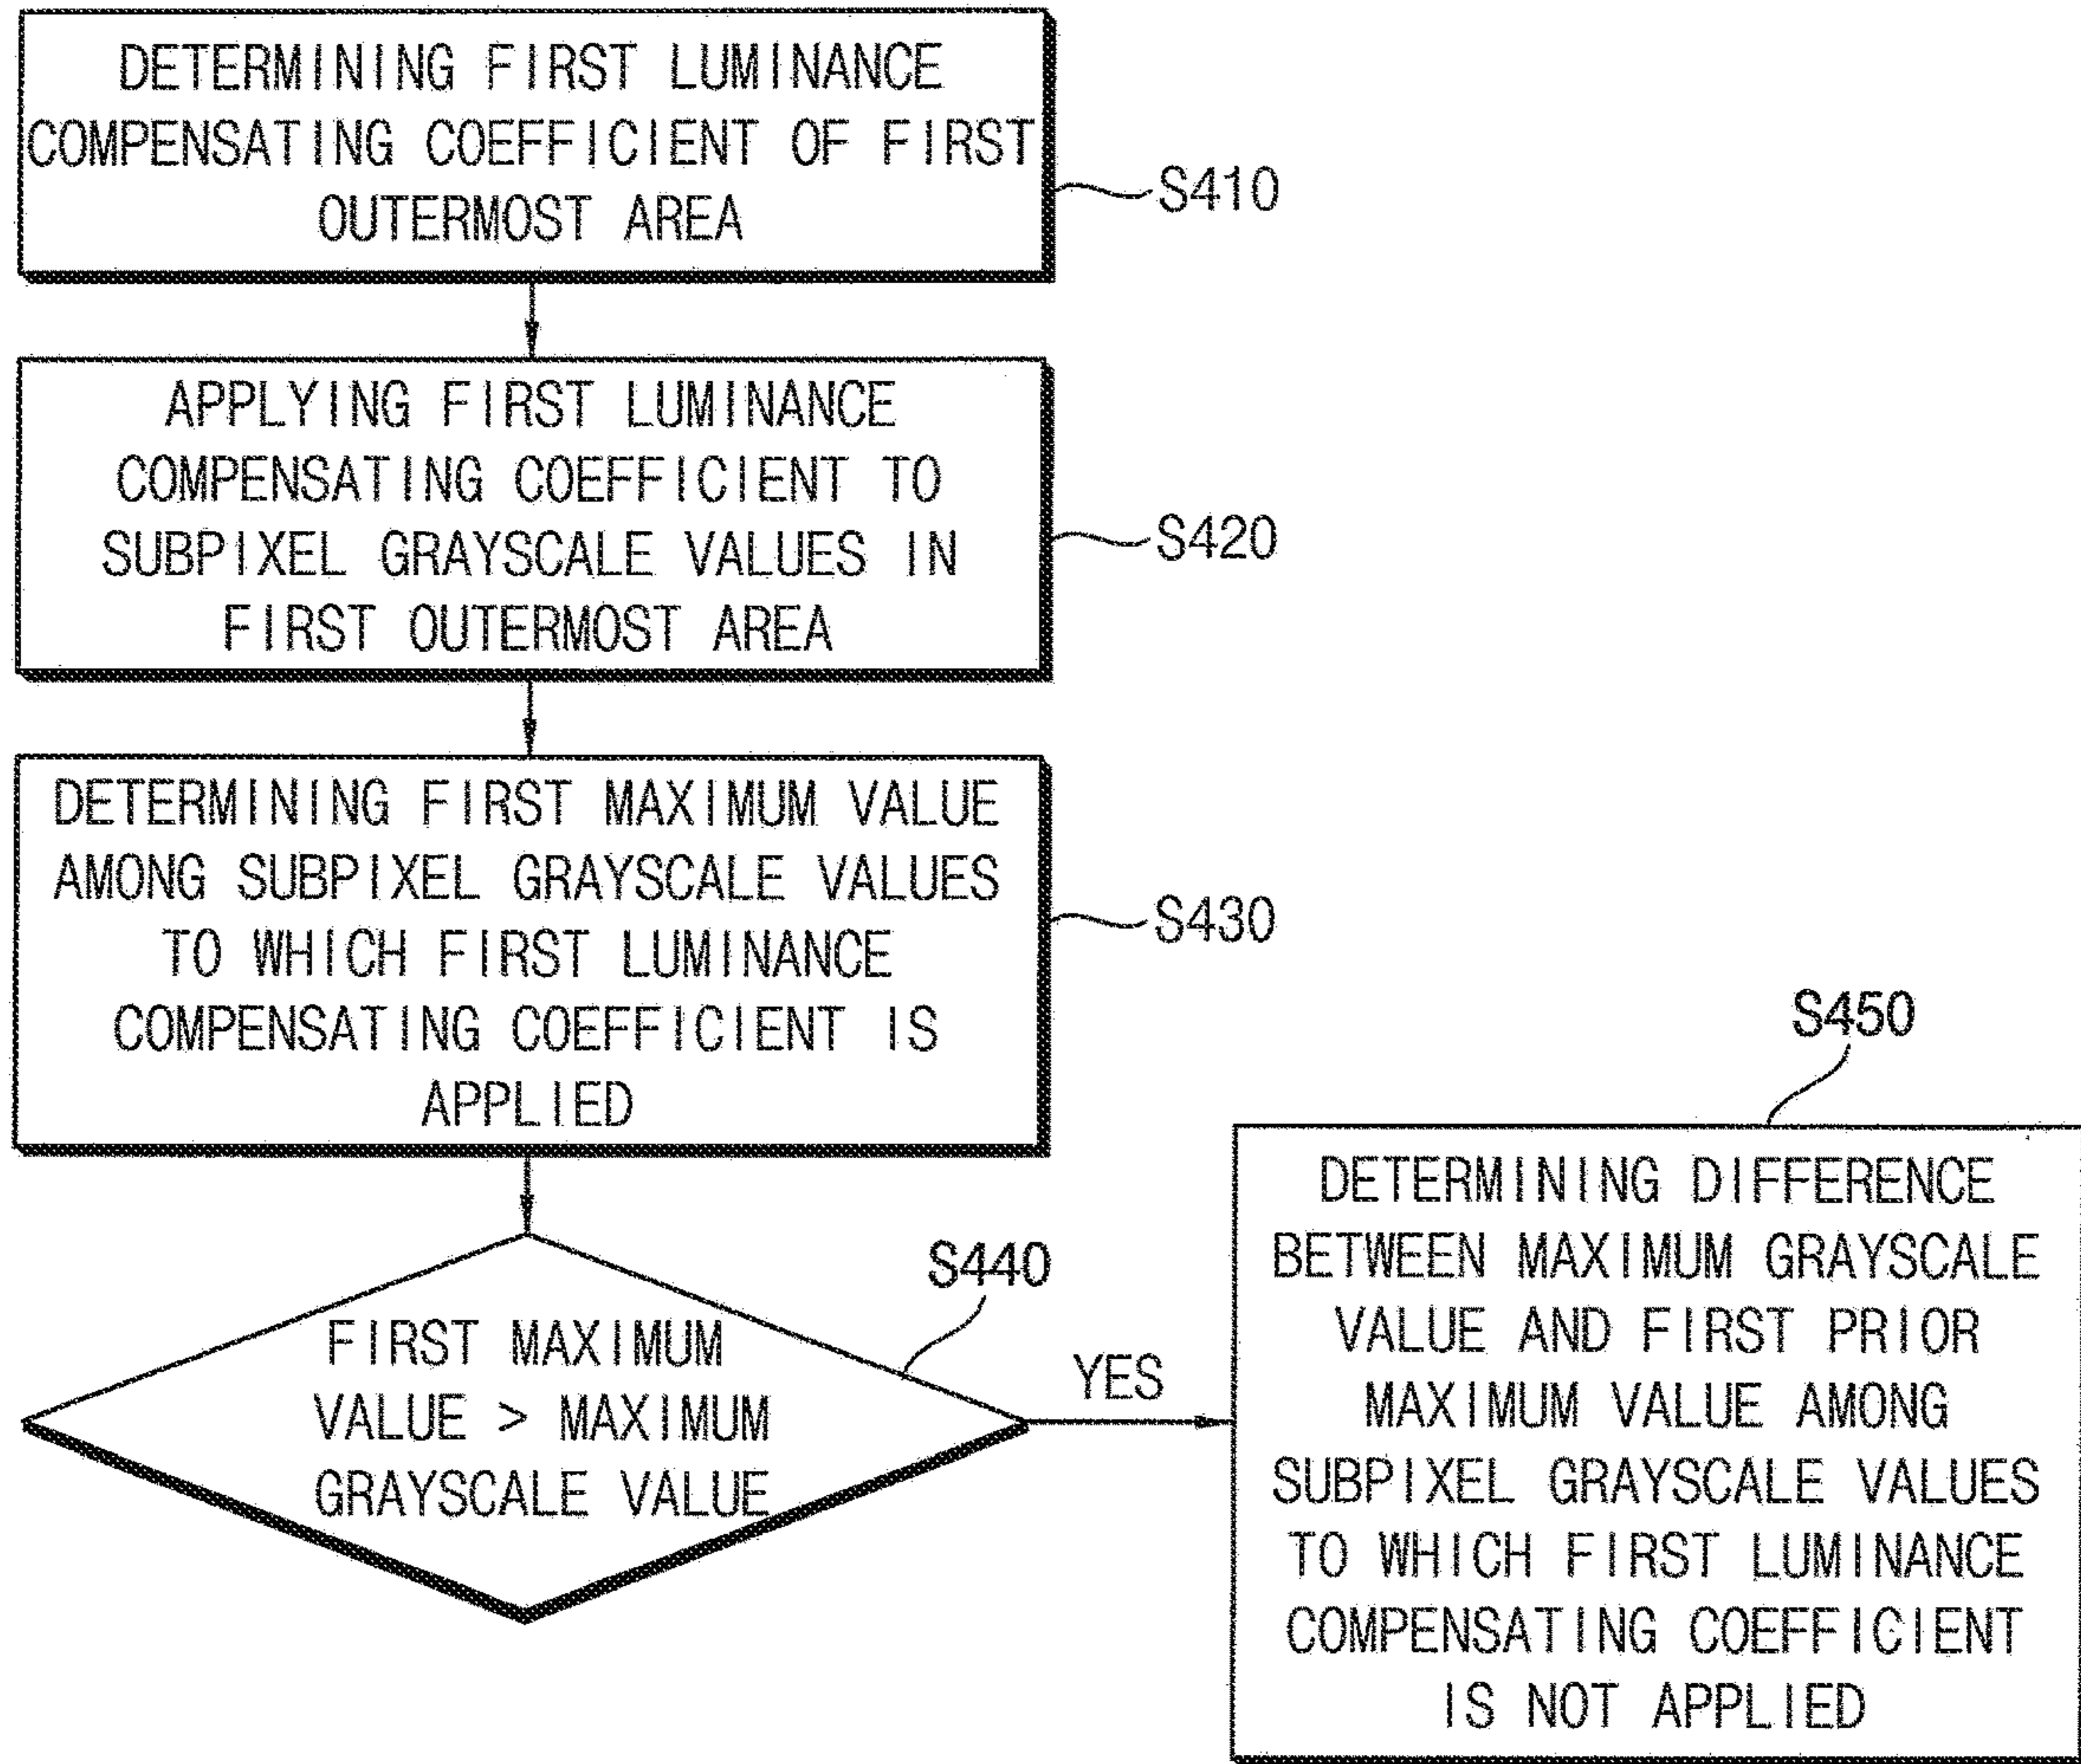 DETERMINING FIRST LUMINANCE
COMPENSATING COEFFICIENT OF FIRST
OUTERMOST AREA
S410
APPLYING FIRST LUMINANCE
COMPENSATING COEFFICIENT TO
SUBPIXEL GRAYSCALE VALUES IN
FIRST OUTERMOST AREA
S420
DETERMINING FIRST MAXIMUM VALUE
AMONG SUBPIXEL GRAYSCALE VALUES
TO WHICH FIRST LUMINANCE
COMPENSATING COEFFICIENT IS
APPLIED
S430
FIRST MAXIMUM
VALUE > MAXIMUM
GRAYSCALE VALUE
S440
YES
S450
DETERMINING DIFFERENCE
BETWEEN MAXIMUM GRAYSCALE
VALUE AND FIRST PRIOR
MAXIMUM VALUE AMONG
SUBPIXEL GRAYSCALE VALUES
TO WHICH FIRST LUMINANCE
COMPENSATING COEFFICIENT
IS NOT APPLIED